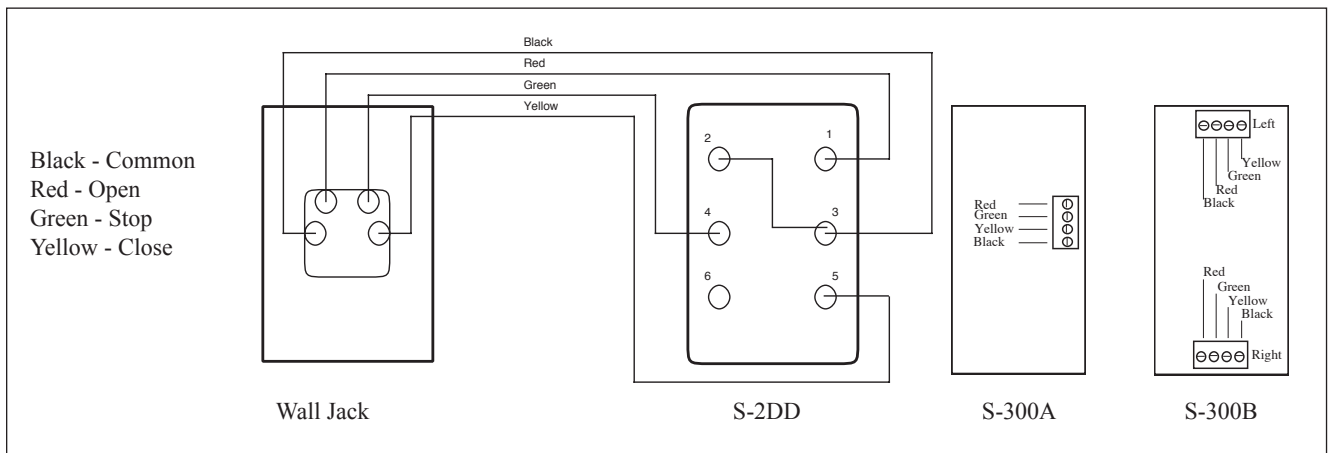 Black
Red
Green
Yellow
Black - Common
Red - Open
Green - Stop
Yellow - Close
2
1
4
3
6
5
Red
Green
Yellow
Black
Left
Yellow
Green
Red
Black
Red
Green
Yellow
Black
Right
Wall Jack
S-2DD
S-300A
S-300B